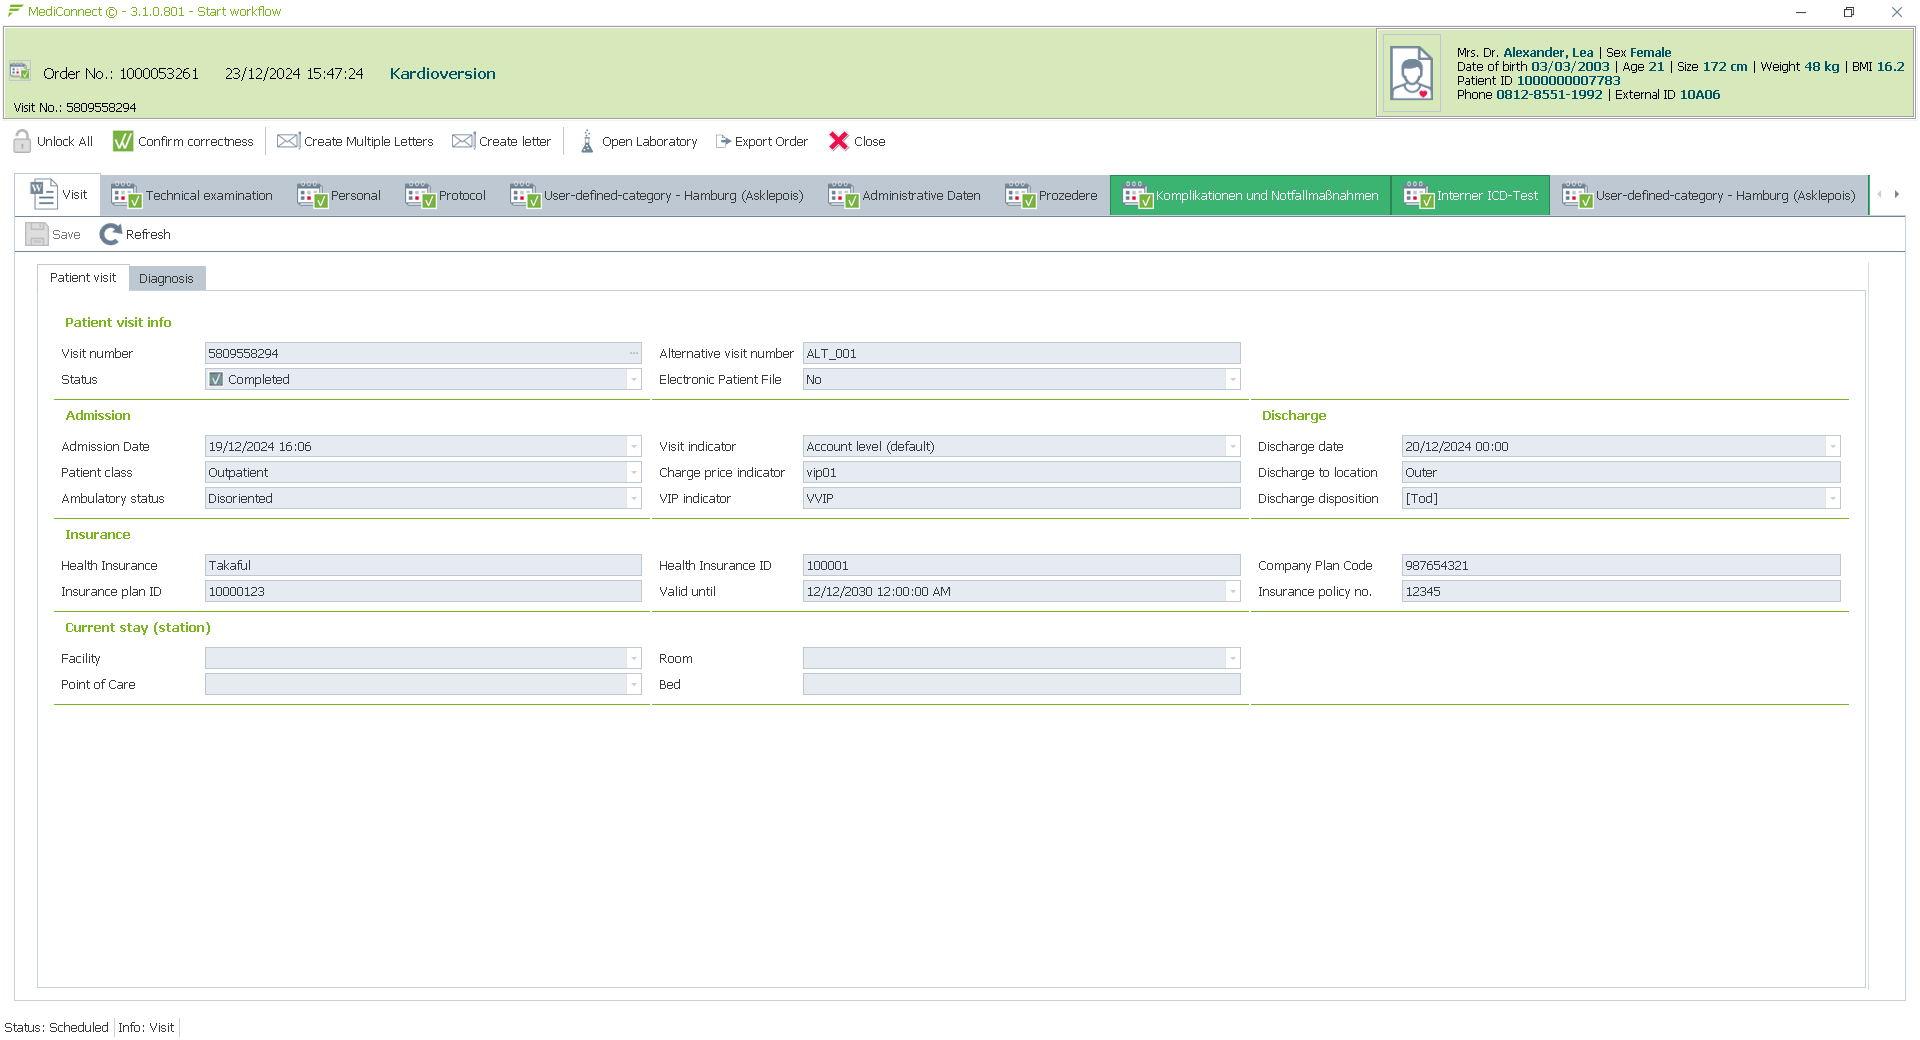 MediConnect © - 3.1.0.801 - Start workflow
Order No.: 1000053261 23/12/2024 15:47:24 Kardioversion
Visit No.: 5809558294
Mrs. Dr. Alexander, Lea | Sex Female
Date of birth 03/03/2003 | Age 21 | Size 172 cm | Weight 48 kg | BMI 16.2
Patient ID 1000000007783
Phone 0812-8551-1992 | External ID 10A06
Unlock All Confirm correctness Create Multiple Letters Create letter Open Laboratory Export Order Close
Visit Technical examination Personal Protocol User-defined-category - Hamburg (Asklepois) Administrative Daten Prozedere Komplikationen und Notfallmaßnahmen Interner ICD-Test User-defined-category - Hamburg (Asklepois)
Save Refresh
Patient visit Diagnosis
Patient visit info
Visit number 5809558294 ... Alternative visit number ALT_001
Status Completed Electronic Patient File No
Admission Discharge
Admission Date 19/12/2024 16:06 Visit indicator Account level (default) Discharge date 20/12/2024 00:00
Patient class Outpatient Charge price indicator vip01 Discharge to location Outer
Ambulatory status Disoriented VIP indicator VVIP Discharge disposition [Tod]
Insurance
Health Insurance Takaful Health Insurance ID 100001 Company Plan Code 987654321
Insurance plan ID 10000123 Valid until 12/12/2030 12:00:00 AM Insurance policy no. 12345
Current stay (station)
Facility Room
Point of Care Bed
Status: Scheduled Info: Visit